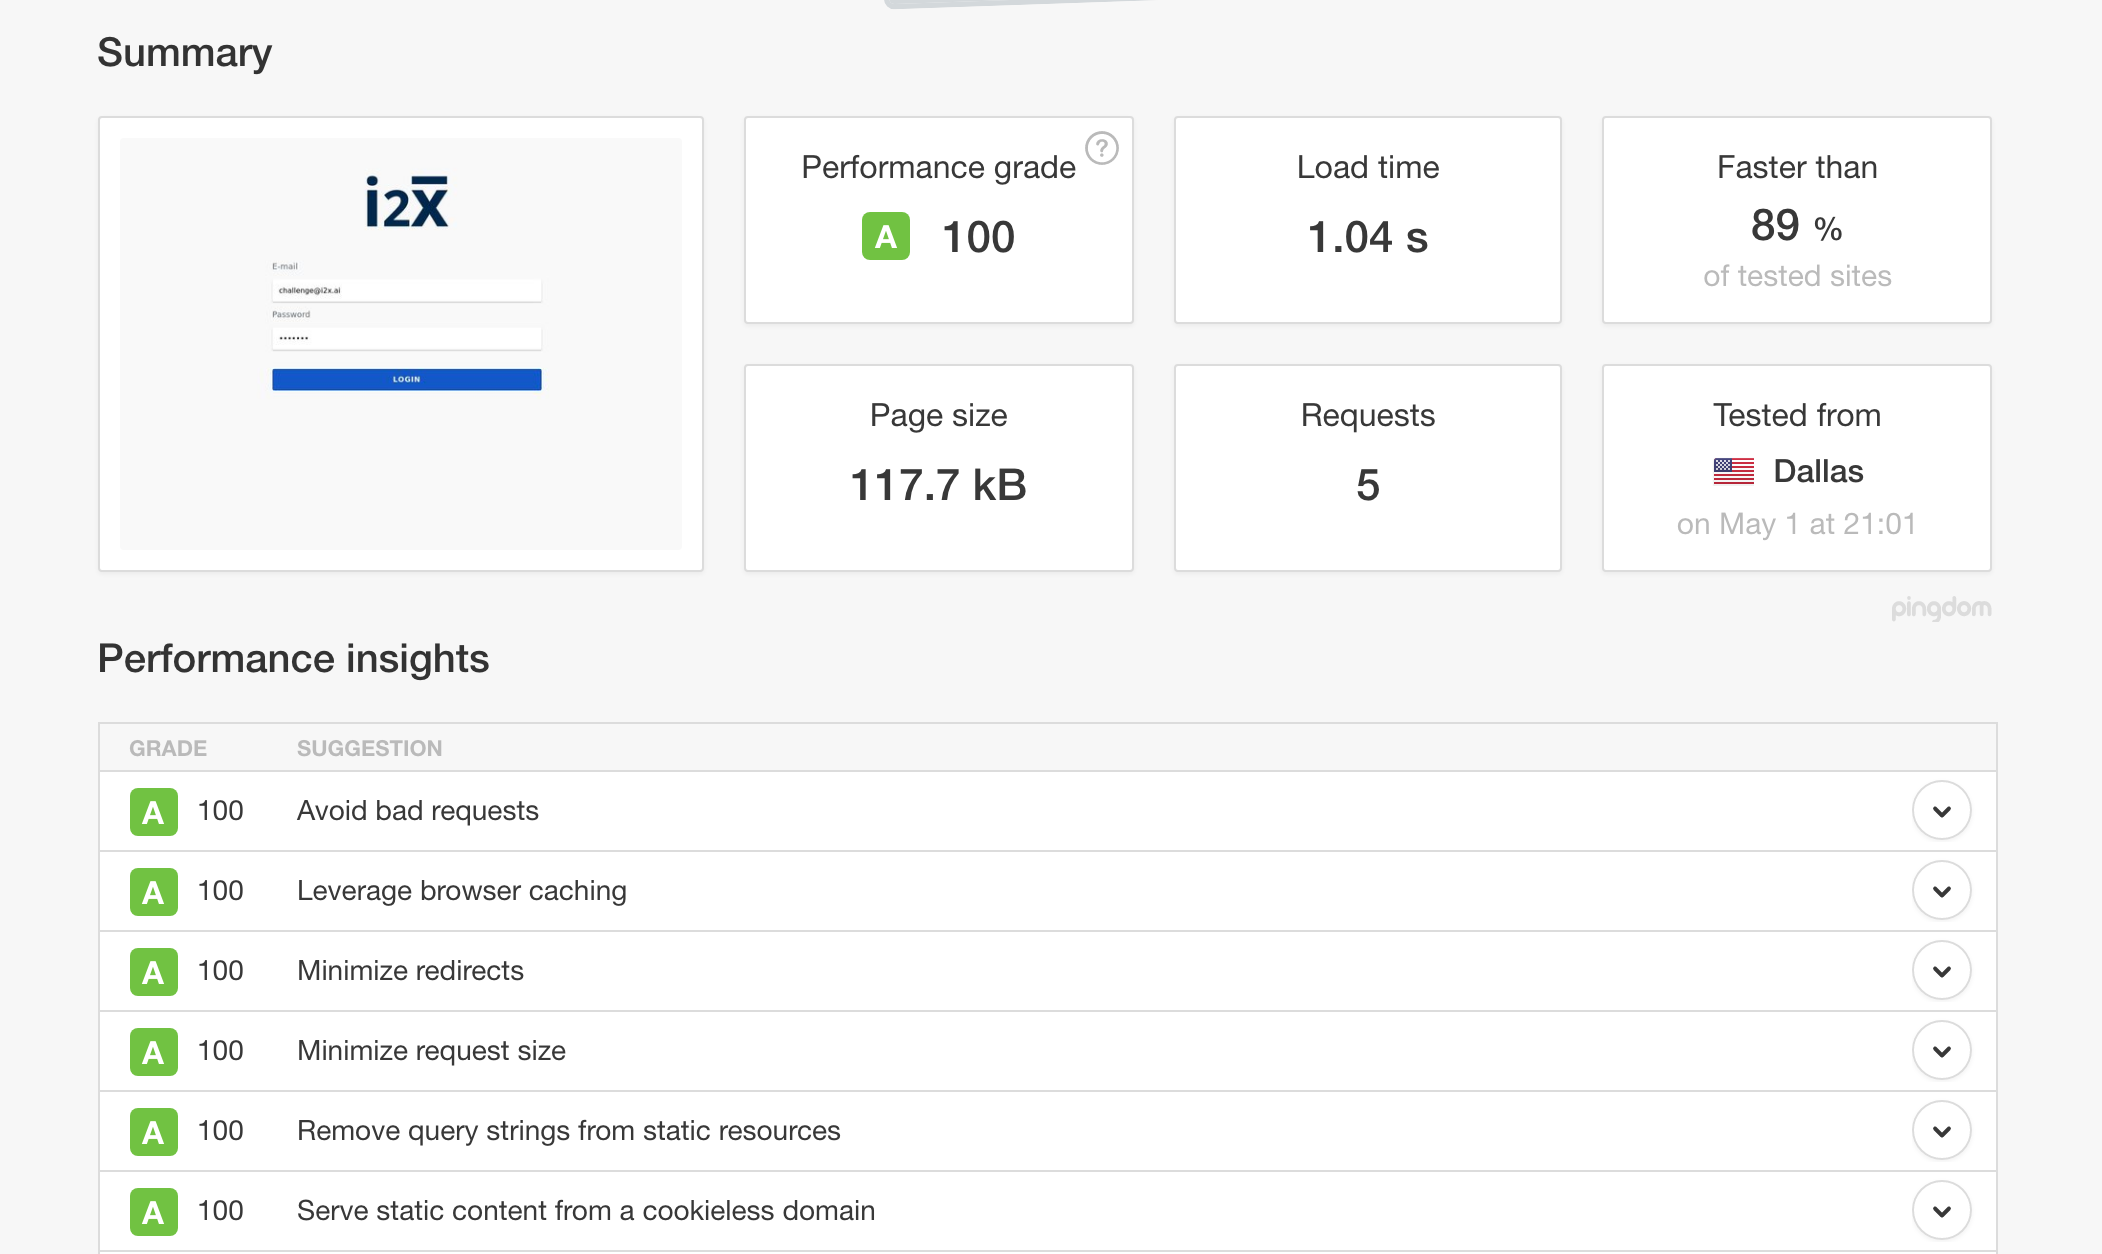 Summary
i2x
E-mail
challenge@i2x.ai
Password
•••••••
LOGIN
Performance grade
?
A 100
Load time
1.04 s
Faster than
89 %
of tested sites
Page size
117.7 kB
Requests
5
Tested from
Dallas
on May 1 at 21:01
pingdom
Performance insights
GRADE SUGGESTION
A 100 Avoid bad requests
A 100 Leverage browser caching
A 100 Minimize redirects
A 100 Minimize request size
A 100 Remove query strings from static resources
A 100 Serve static content from a cookieless domain